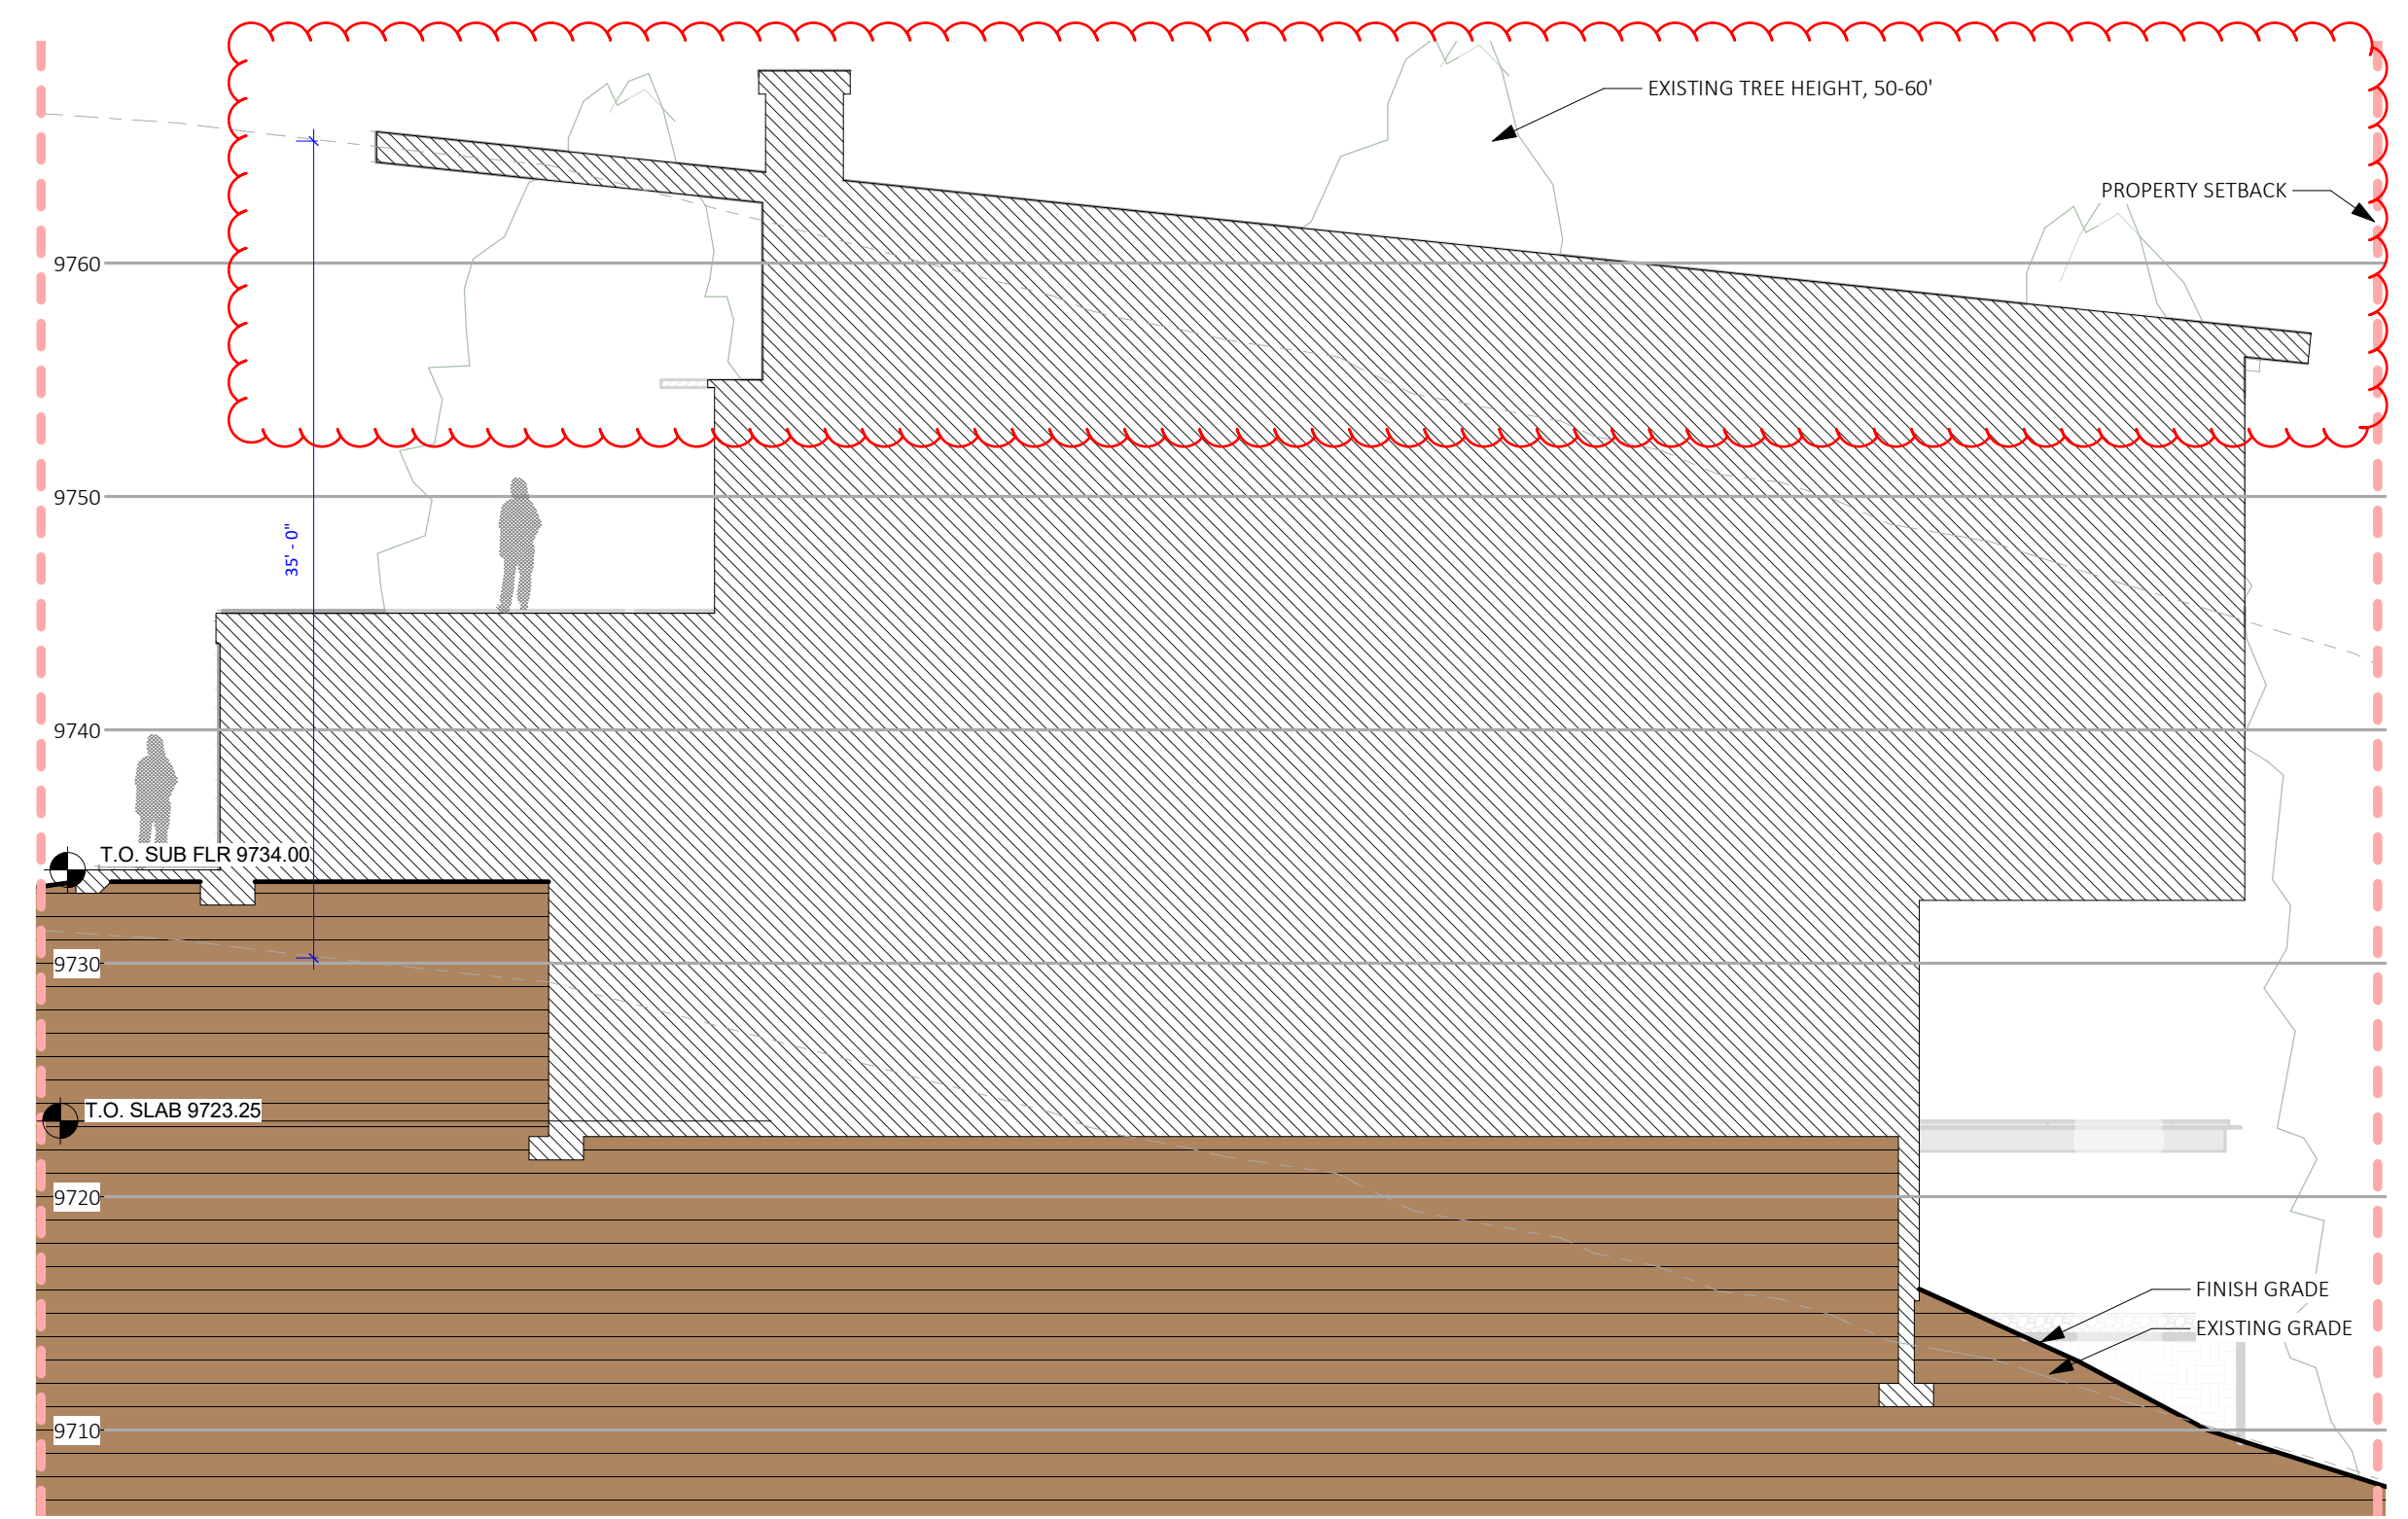 EXISTING TREE HEIGHT, 50-60'
PROPERTY SETBACK
9760
9750
35' - 0"
9740
T.O. SUB FLR 9734.00
9730
T.O. SLAB 9723.25
9720
FINISH GRADE
EXISTING GRADE
9710